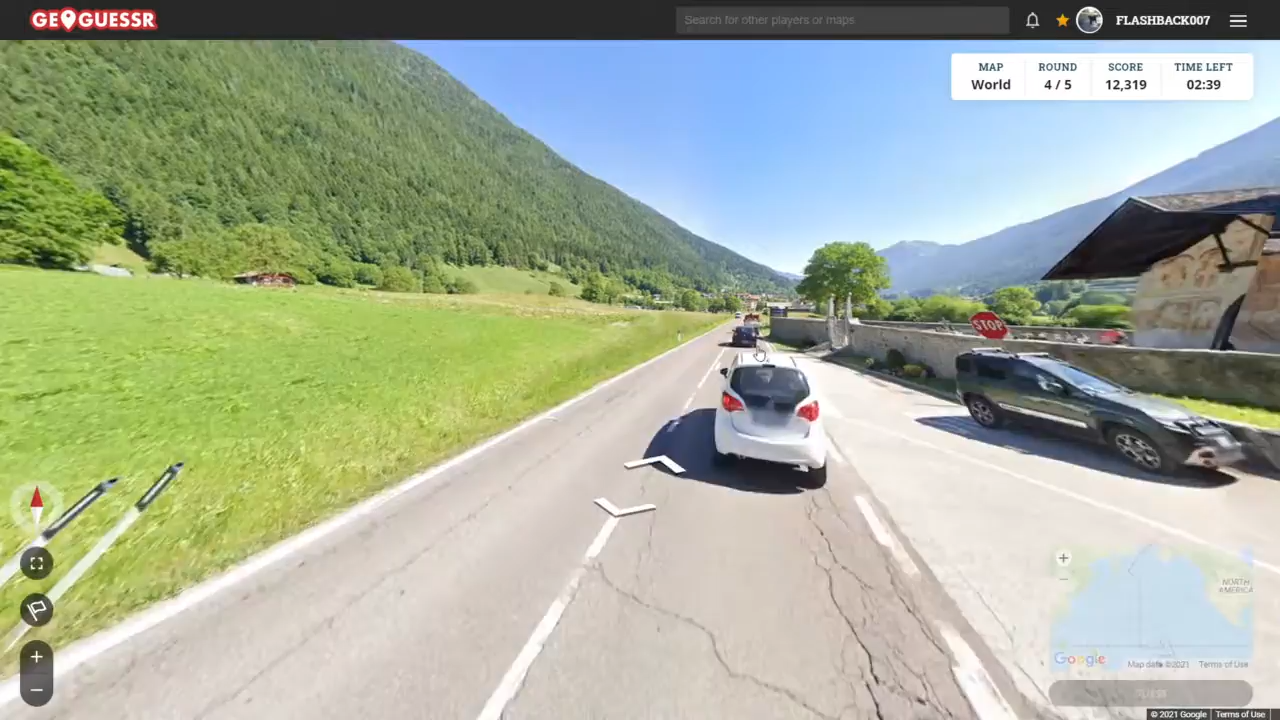 GEOGUESSR
Search for other players or maps
FLASHBACK007
MAP ROUND SCORE TIME LEFT
World 4 / 5 12,319 02:39
STOP
+
−
NORTH
AMERICA
Google Map data ©2021 Terms of Use
+
−
© 2021 Google Terms of Use